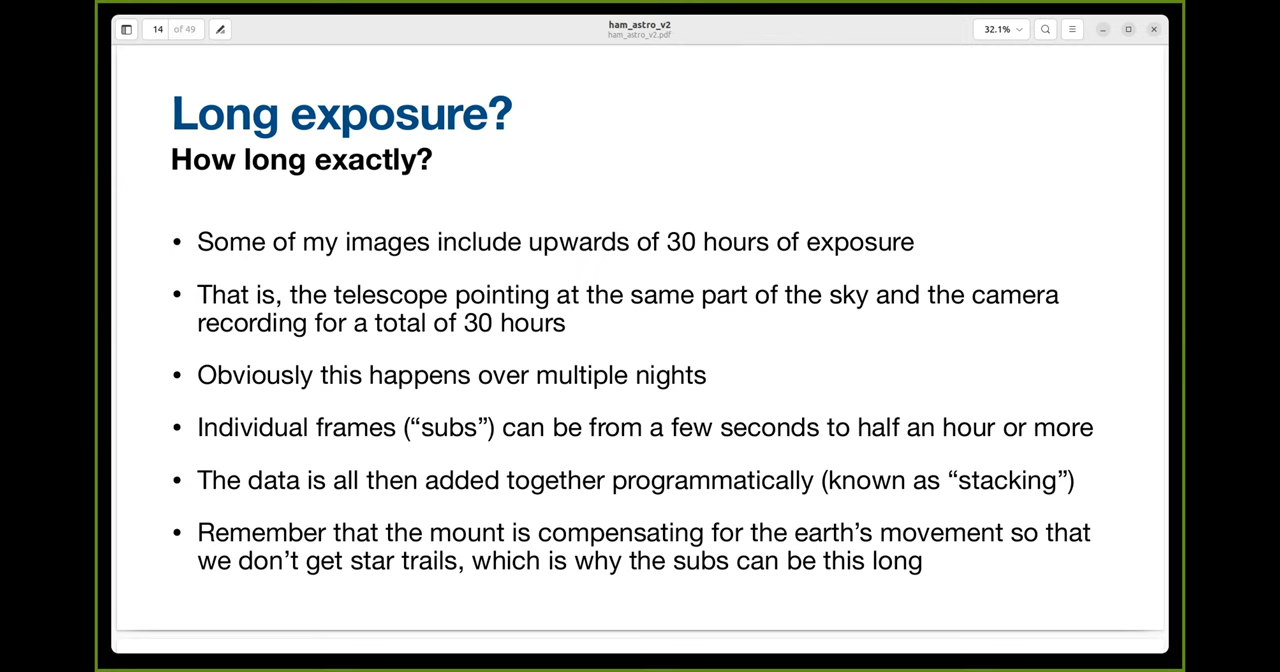 14 of 49
ham_astro_v2
ham_astro_v2.pdf
32.1%
Long exposure?
How long exactly?
• Some of my images include upwards of 30 hours of exposure
• That is, the telescope pointing at the same part of the sky and the camera
recording for a total of 30 hours
• Obviously this happens over multiple nights
• Individual frames (“subs”) can be from a few seconds to half an hour or more
• The data is all then added together programmatically (known as “stacking”)
• Remember that the mount is compensating for the earth’s movement so that
we don’t get star trails, which is why the subs can be this long